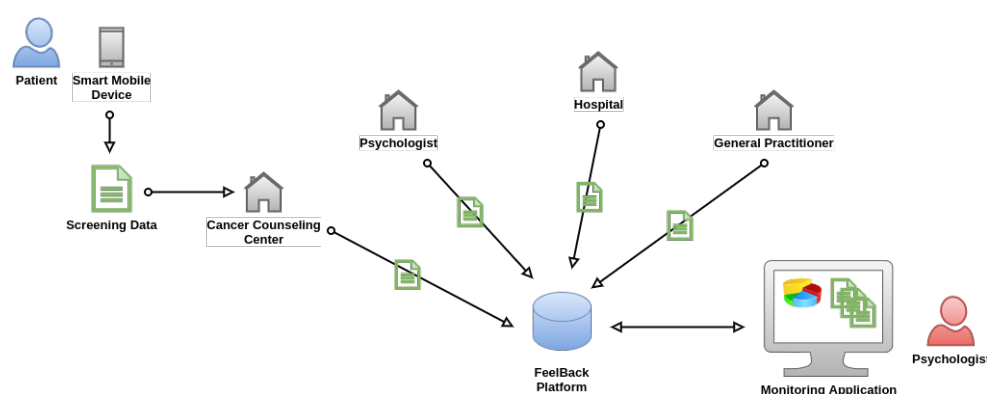 Patient
Smart Mobile
Device
Screening Data
Cancer Counseling
Center
Psychologist
Hospital
General Practitioner
FeelBack
Platform
Monitoring Application
Psychologist